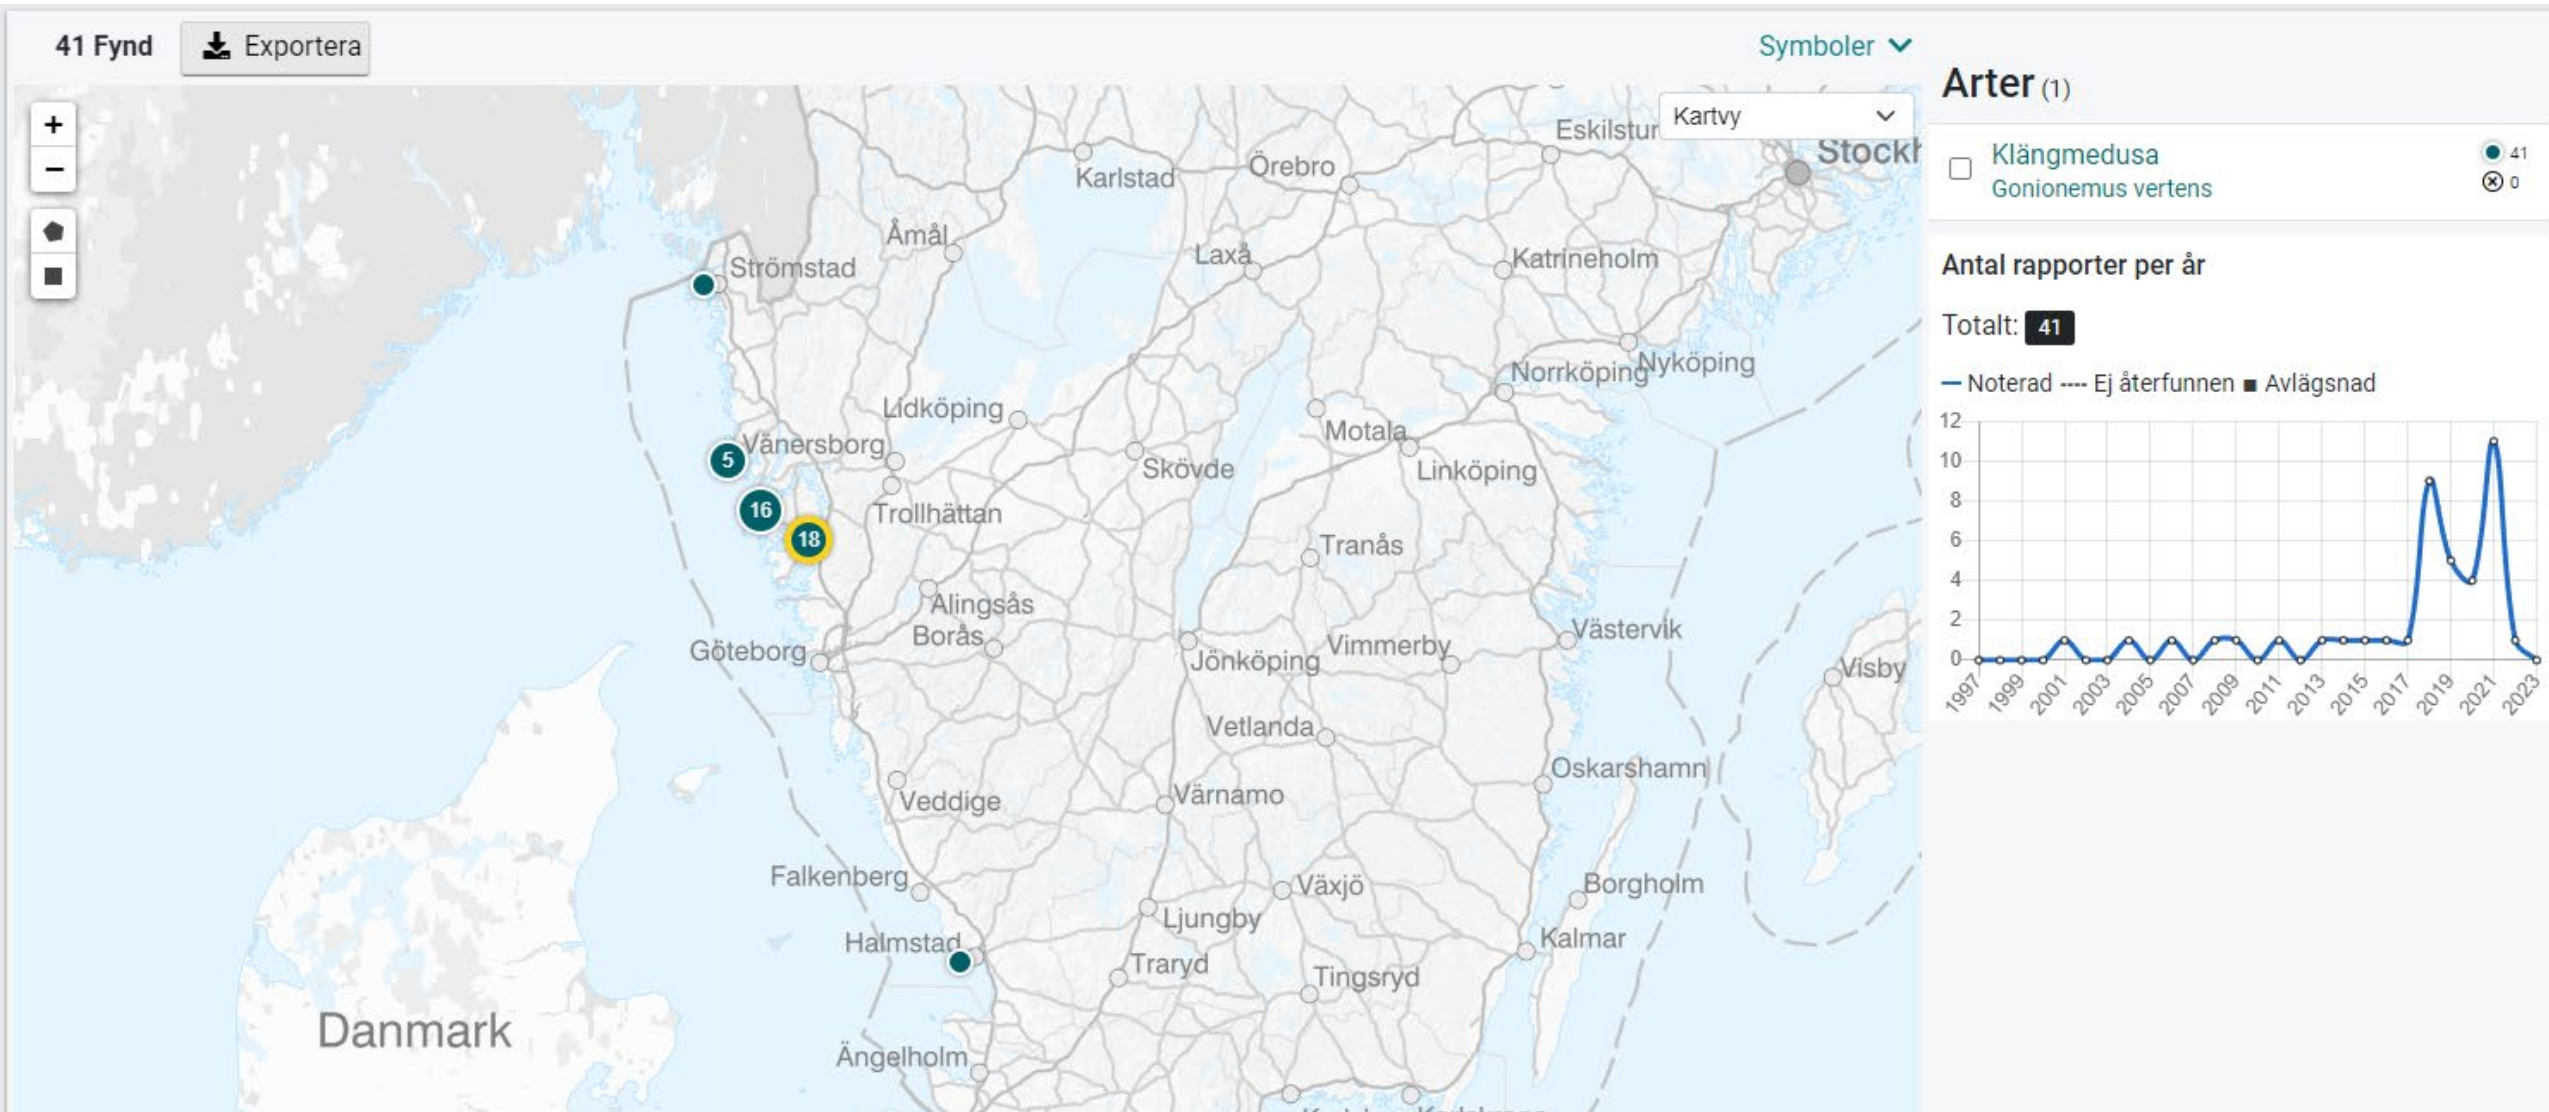 41 Fynd
Exportera
Symboler
+
−
Kartvy
Karlstad
Örebro
Stockh
Åmål
Laxå
Katrineholm
Strömstad
Nyköping
Norrköping
Lidköping
Motala
Vänersborg
5
Skövde
Linköping
16
Trollhättan
18
Tranås
Alingsås
Borås
Göteborg
Jönköping
Vimmerby
Västervik
Visby
Vetlanda
Oskarshamn
Veddige
Värnamo
Falkenberg
Växjö
Borgholm
Ljungby
Halmstad
Kalmar
Traryd
Tingsryd
Danmark
Ängelholm
Arter (1)
Klängmedusa
Gonionemus vertens
41
0
Antal rapporter per år
Totalt: 41
Noterad ---- Ej återfunnen ■ Avlägsnad
12
10
8
6
4
2
0
1997 1999 2001 2003 2005 2007 2009 2011 2013 2015 2017 2019 2021 2023